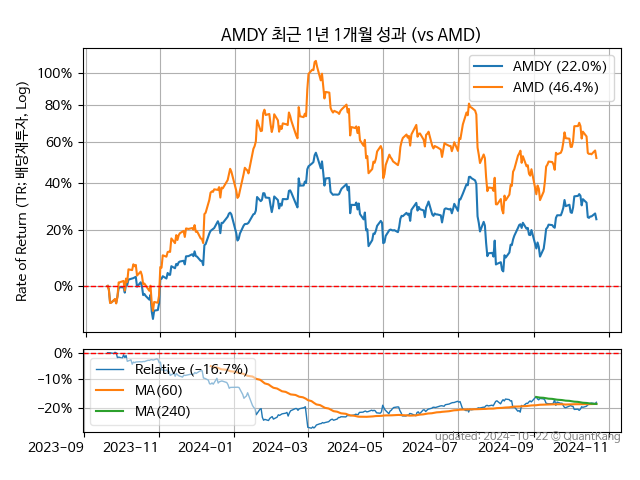 AMDY 최근 1년 1개월 성과 (vs AMD)
Rate of Return (TR: 배당재투자, Log)
100%
80%
60%
40%
20%
0%
AMDY (22.0%)
AMD (46.4%)
0%
−10%
−20%
Relative (−16.7%)
MA(60)
MA(240)
updated: 2024-10-22 © QuantKang
2023-09 2023-11 2024-01 2024-03 2024-05 2024-07 2024-09 2024-11